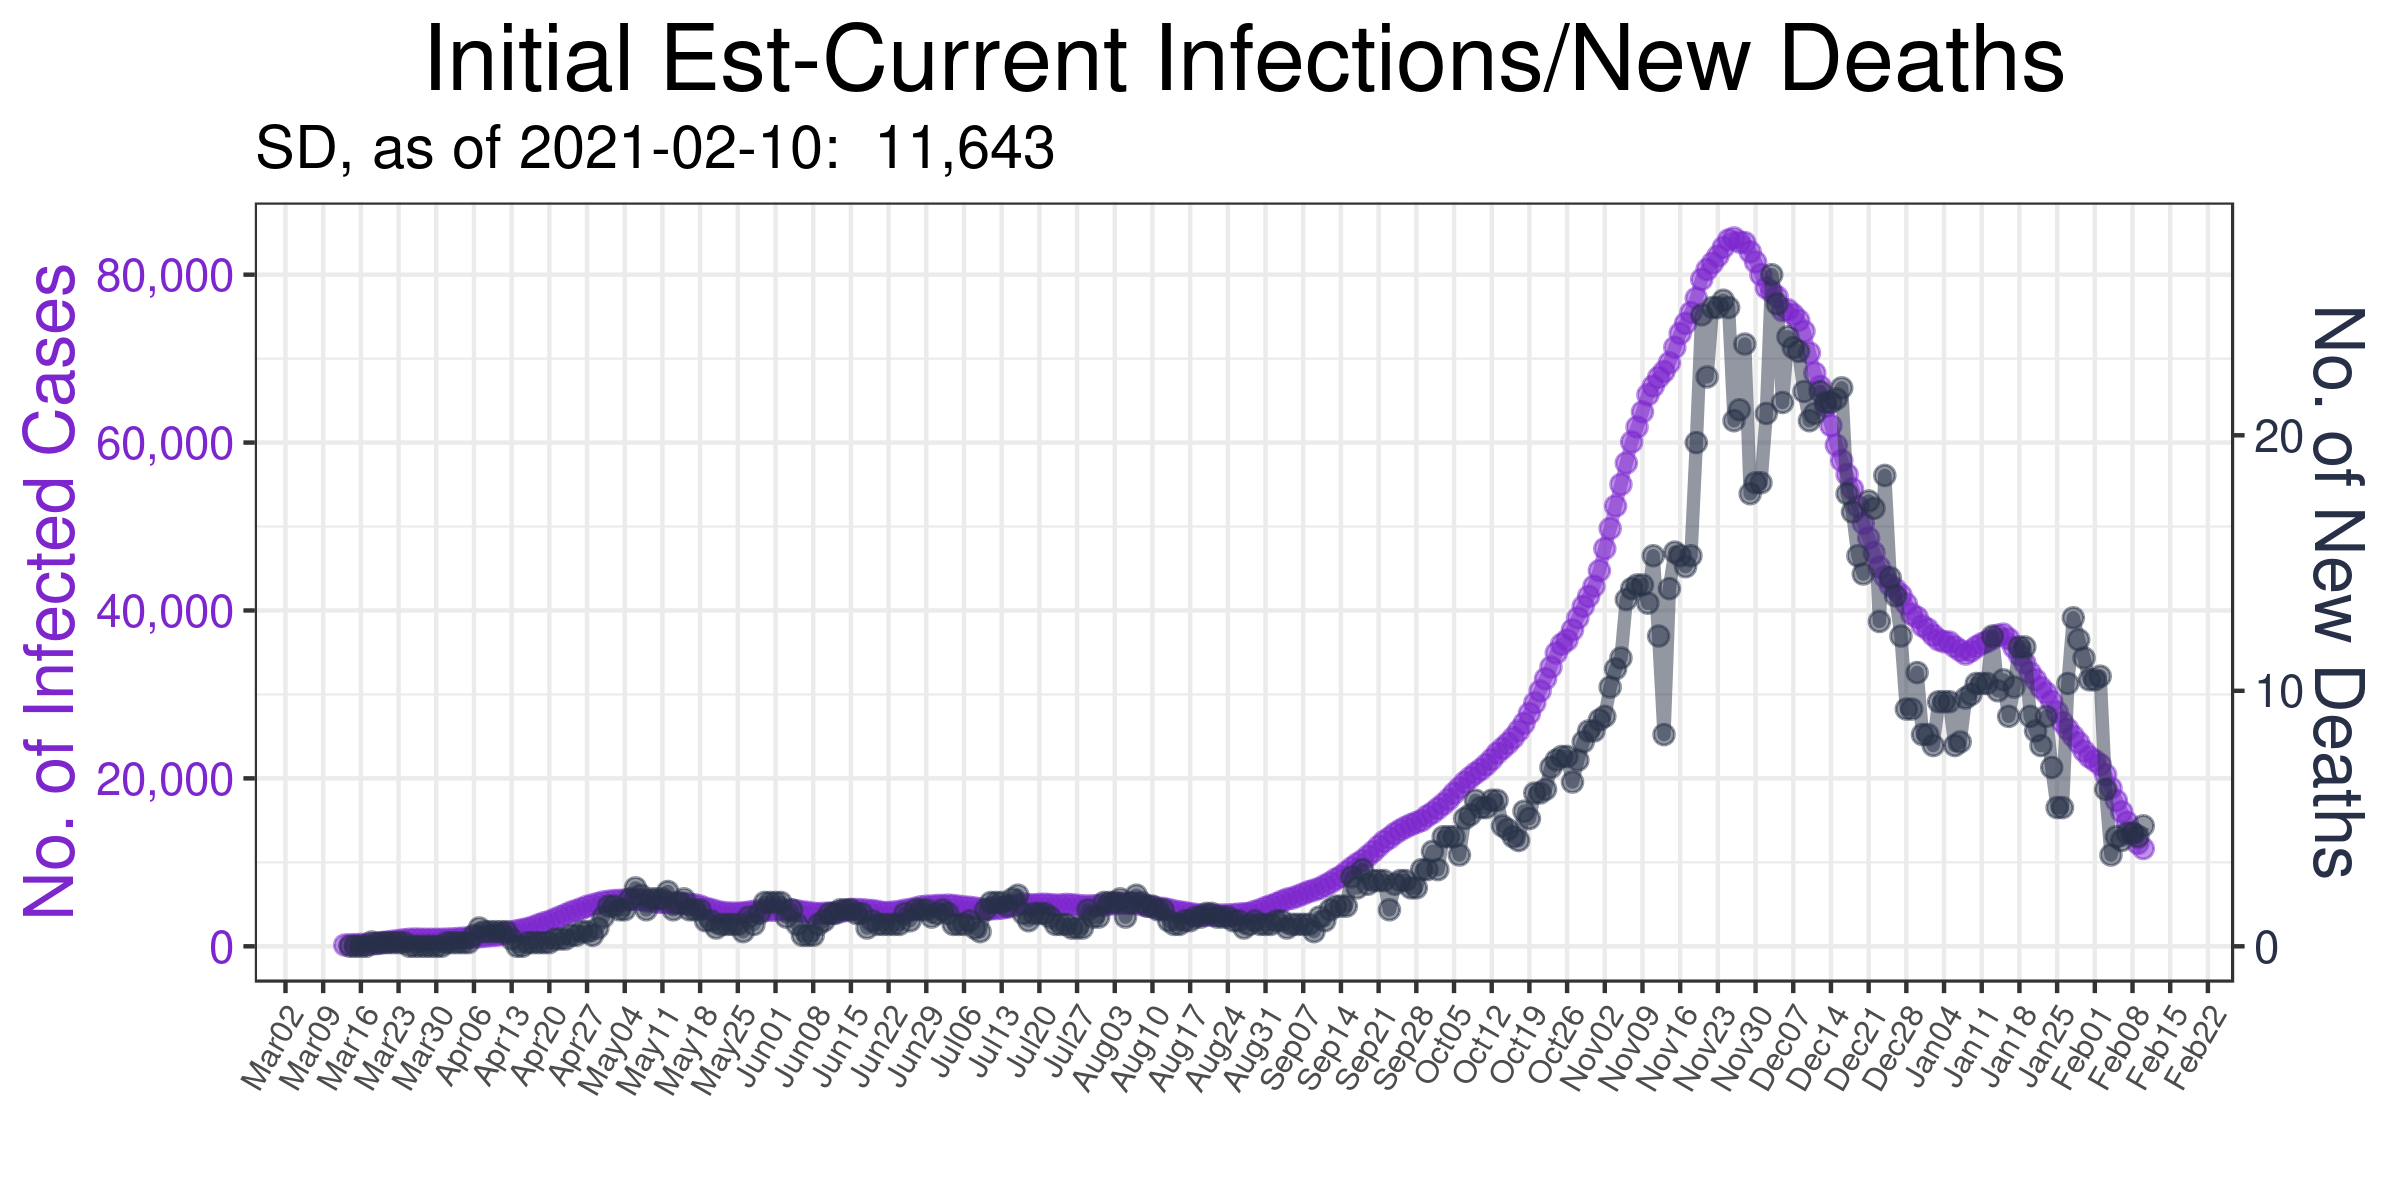 Initial Est-Current Infections/New Deaths
SD, as of 2021-02-10:  11,643
No. of Infected Cases
80,000
60,000
40,000
20,000
0
No. of New Deaths
20
10
0
Mar02
Mar09
Mar16
Mar23
Mar30
Apr06
Apr13
Apr20
Apr27
May04
May11
May18
May25
Jun01
Jun08
Jun15
Jun22
Jun29
Jul06
Jul13
Jul20
Jul27
Aug03
Aug10
Aug17
Aug24
Aug31
Sep07
Sep14
Sep21
Sep28
Oct05
Oct12
Oct19
Oct26
Nov02
Nov09
Nov16
Nov23
Nov30
Dec07
Dec14
Dec21
Dec28
Jan04
Jan11
Jan18
Jan25
Feb01
Feb08
Feb15
Feb22